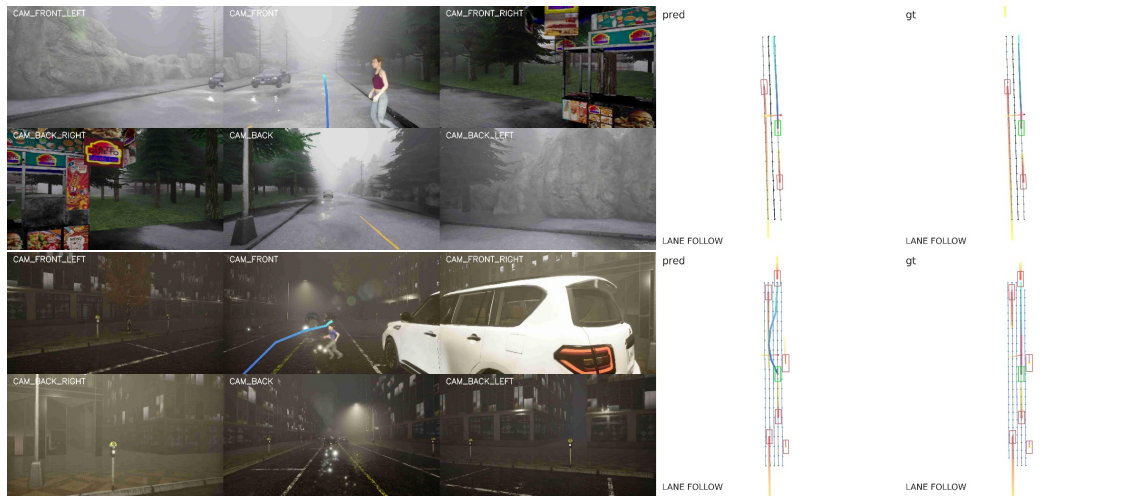 CAM_FRONT_LEFT
CAM_FRONT
CAM_FRONT_RIGHT
pred
gt
CAM_BACK_RIGHT
CAM_BACK
CAM_BACK_LEFT
LANE FOLLOW
LANE FOLLOW
CAM_FRONT_LEFT
CAM_FRONT
CAM_FRONT_RIGHT
pred
gt
CAM_BACK_RIGHT
CAM_BACK
CAM_BACK_LEFT
LANE FOLLOW
LANE FOLLOW